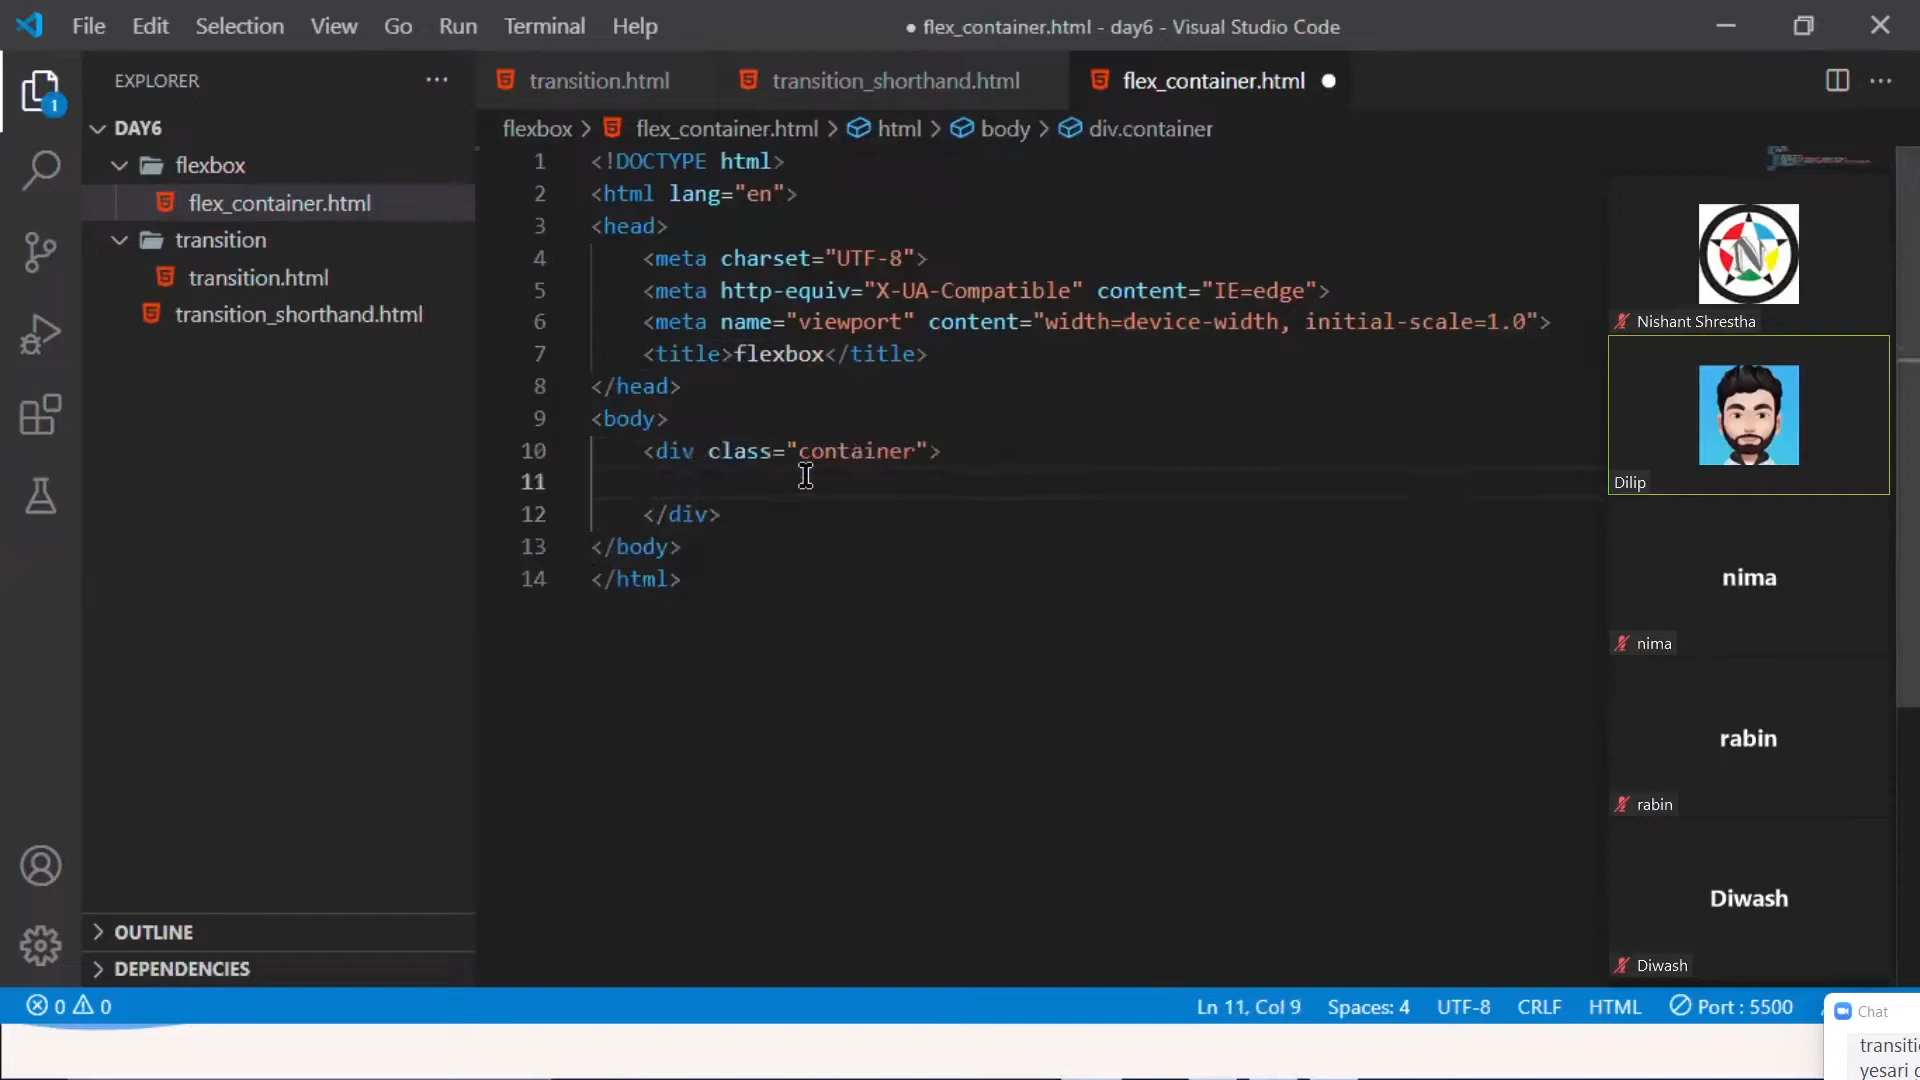 File Edit Selection View Go Run Terminal Help
● flex_container.html - day6 - Visual Studio Code
1
EXPLORER
DAY6
flexbox
flex_container.html
transition
transition.html
transition_shorthand.html
OUTLINE
DEPENDENCIES
transition.html
transition_shorthand.html
flex_container.html
flexbox > flex_container.html > html > body > div.container
1 <!DOCTYPE html>
2 <html lang="en">
3 <head>
4 <meta charset="UTF-8">
5 <meta http-equiv="X-UA-Compatible" content="IE=edge">
6 <meta name="viewport" content="width=device-width, initial-scale=1.0">
7 <title>flexbox</title>
8 </head>
9 <body>
10 <div class="container">
11
12 </div>
13 </body>
14 </html>
N
Nishant Shrestha
Dilip
nima
nima
rabin
rabin
Diwash
Diwash
0 0
Ln 11, Col 9 Spaces: 4 UTF-8 CRLF HTML Port : 5500
Chat
transiti
yesari